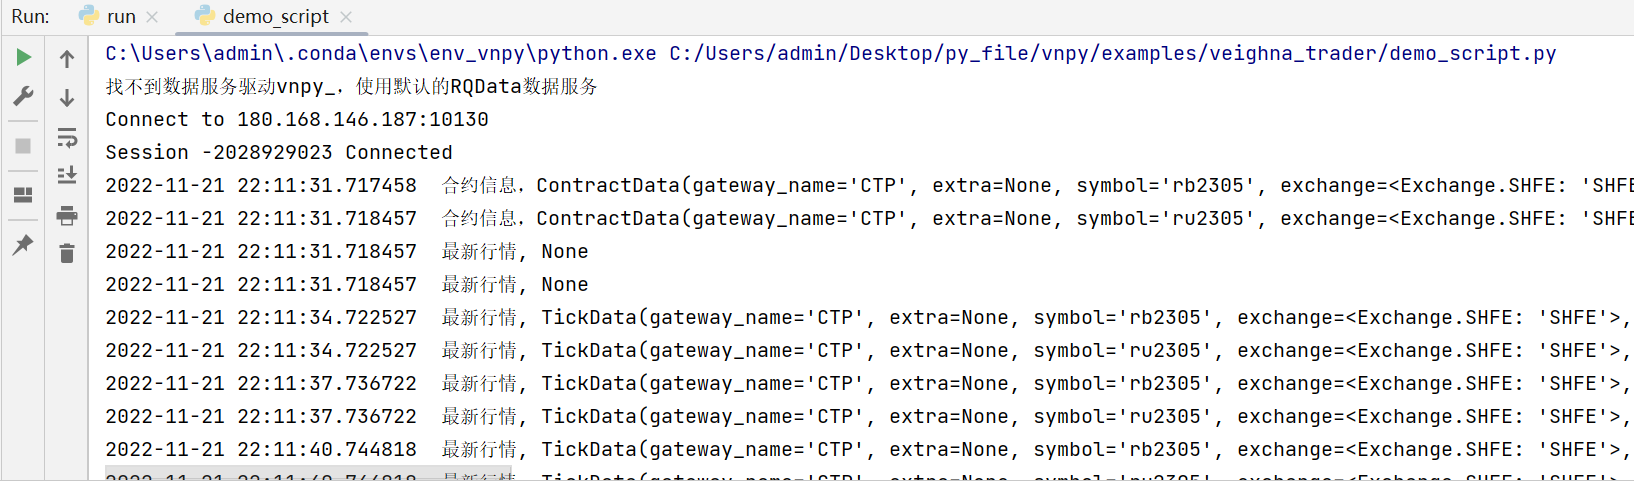 Run: run demo_script
C:\Users\admin\.conda\envs\env_vnpy\python.exe C:/Users/admin/Desktop/py_file/vnpy/examples/veighna_trader/demo_script.py
找不到数据服务驱动vnpy_，使用默认的RQData数据服务
Connect to 180.168.146.187:10130
Session -2028929023 Connected
2022-11-21 22:11:31.717458 合约信息，ContractData(gateway_name='CTP', extra=None, symbol='rb2305', exchange=<Exchange.SHFE: 'SHFE
2022-11-21 22:11:31.718457 合约信息，ContractData(gateway_name='CTP', extra=None, symbol='ru2305', exchange=<Exchange.SHFE: 'SHFE
2022-11-21 22:11:31.718457 最新行情, None
2022-11-21 22:11:31.718457 最新行情, None
2022-11-21 22:11:34.722527 最新行情, TickData(gateway_name='CTP', extra=None, symbol='rb2305', exchange=<Exchange.SHFE: 'SHFE'>,
2022-11-21 22:11:34.722527 最新行情, TickData(gateway_name='CTP', extra=None, symbol='ru2305', exchange=<Exchange.SHFE: 'SHFE'>,
2022-11-21 22:11:37.736722 最新行情, TickData(gateway_name='CTP', extra=None, symbol='rb2305', exchange=<Exchange.SHFE: 'SHFE'>,
2022-11-21 22:11:37.736722 最新行情, TickData(gateway_name='CTP', extra=None, symbol='ru2305', exchange=<Exchange.SHFE: 'SHFE'>,
2022-11-21 22:11:40.744818 最新行情, TickData(gateway_name='CTP', extra=None, symbol='rb2305', exchange=<Exchange.SHFE: 'SHFE'>,